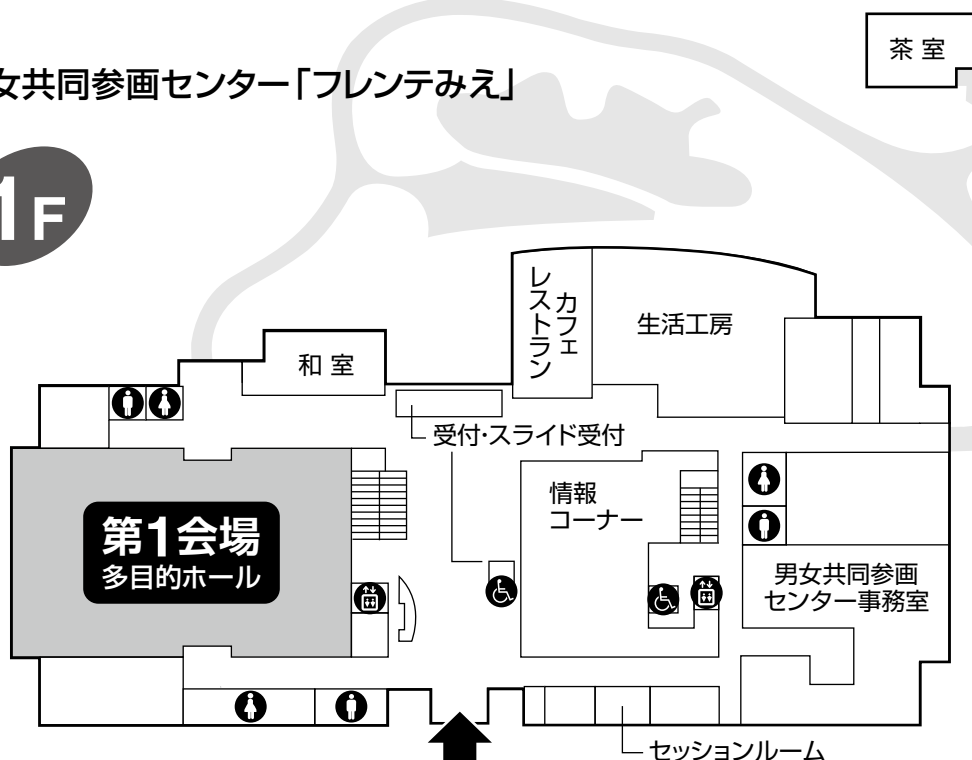 茶室
女共同参画センター「フレンテみえ」
1F
レストラン
カフェ
生活工房
和室
受付・スライド受付
情報
コーナー
第1会場
多目的ホール
男女共同参画
センター事務室
セッションルーム